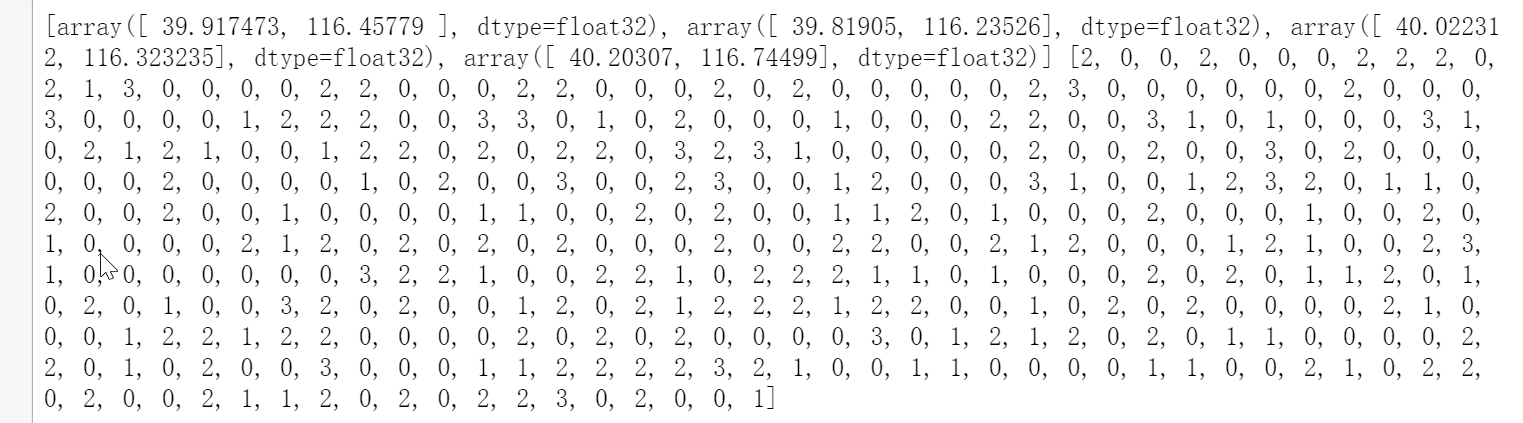 [array([ 39.917473, 116.45779 ], dtype=float32), array([ 39.81905, 116.23526], dtype=float32), array([ 40.02231
2, 116.323235], dtype=float32), array([ 40.20307, 116.74499], dtype=float32)] [2, 0, 0, 2, 0, 0, 0, 2, 2, 2, 0,
2, 1, 3, 0, 0, 0, 0, 2, 2, 0, 0, 0, 2, 2, 0, 0, 0, 2, 0, 2, 0, 0, 0, 0, 0, 2, 3, 0, 0, 0, 0, 0, 0, 2, 0, 0, 0,
3, 0, 0, 0, 0, 1, 2, 2, 2, 0, 0, 3, 3, 0, 1, 0, 2, 0, 0, 0, 1, 0, 0, 0, 2, 2, 0, 0, 3, 1, 0, 1, 0, 0, 0, 3, 1,
0, 2, 1, 2, 1, 0, 0, 1, 2, 2, 0, 2, 0, 2, 2, 0, 3, 2, 3, 1, 0, 0, 0, 0, 0, 2, 0, 0, 2, 0, 0, 3, 0, 2, 0, 0, 0,
0, 0, 0, 2, 0, 0, 0, 0, 1, 0, 2, 0, 0, 3, 0, 0, 2, 3, 0, 0, 1, 2, 0, 0, 0, 3, 1, 0, 0, 1, 2, 3, 2, 0, 1, 1, 0,
2, 0, 0, 2, 0, 0, 1, 0, 0, 0, 0, 1, 1, 0, 0, 2, 0, 2, 0, 0, 1, 1, 2, 0, 1, 0, 0, 0, 2, 0, 0, 0, 1, 0, 0, 2, 0,
1, 0, 0, 0, 0, 2, 1, 2, 0, 2, 0, 2, 0, 2, 0, 0, 0, 2, 0, 0, 2, 2, 0, 0, 2, 1, 2, 0, 0, 0, 1, 2, 1, 0, 0, 2, 3,
1, 0, 0, 0, 0, 0, 0, 0, 3, 2, 2, 1, 0, 0, 2, 2, 1, 0, 2, 2, 2, 1, 1, 0, 1, 0, 0, 0, 2, 0, 2, 0, 1, 1, 2, 0, 1,
0, 2, 0, 1, 0, 0, 3, 2, 0, 2, 0, 0, 1, 2, 0, 2, 1, 2, 2, 2, 1, 2, 2, 0, 0, 1, 0, 2, 0, 2, 0, 0, 0, 0, 2, 1, 0,
0, 0, 1, 2, 2, 1, 2, 2, 0, 0, 0, 0, 2, 0, 2, 0, 2, 0, 0, 0, 0, 3, 0, 1, 2, 1, 2, 0, 2, 0, 1, 1, 0, 0, 0, 0, 2,
2, 0, 1, 0, 2, 0, 0, 3, 0, 0, 0, 1, 1, 2, 2, 2, 2, 3, 2, 1, 0, 0, 1, 1, 0, 0, 0, 0, 1, 1, 0, 0, 2, 1, 0, 2, 2,
0, 2, 0, 0, 2, 1, 1, 2, 0, 2, 0, 2, 2, 3, 0, 2, 0, 0, 1]